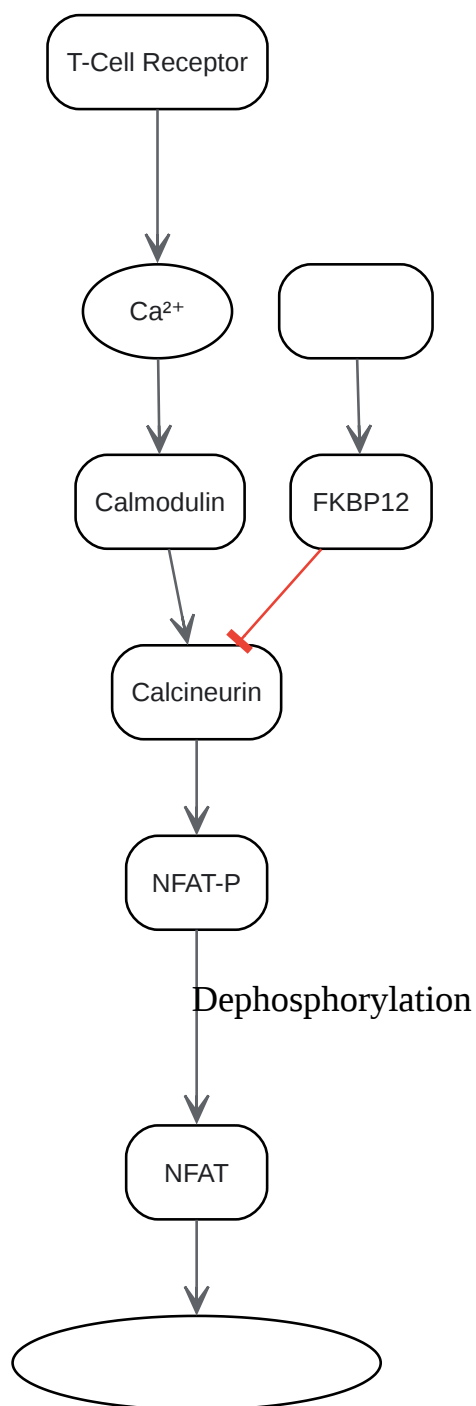 T-Cell Receptor
Ca²⁺
Calmodulin
FKBP12
Calcineurin
NFAT-P
Dephosphorylation
NFAT